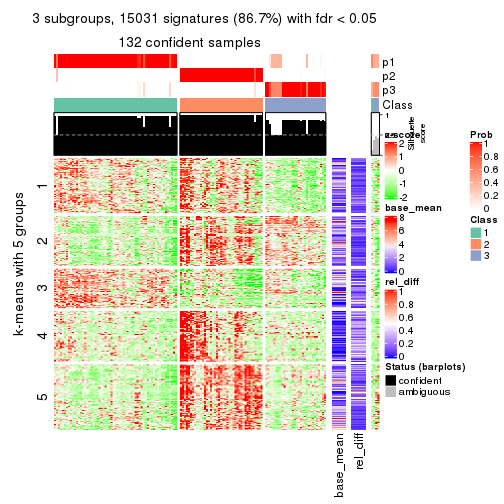 3 subgroups, 15031 signatures (86.7%) with fdr < 0.05
132 confident samples
p1
p2
p3
Class
1
Silhouette
score
k-means with 5 groups
1
2
3
4
5
base_mean
rel_diff
z-score
2
1
0
-1
-2
base_mean
8
6
4
2
0
rel_diff
1
0.8
0.6
0.4
0.2
0
Status (barplots)
confident
ambiguous
Prob
1
0.8
0.6
0.4
0.2
0
Class
1
2
3